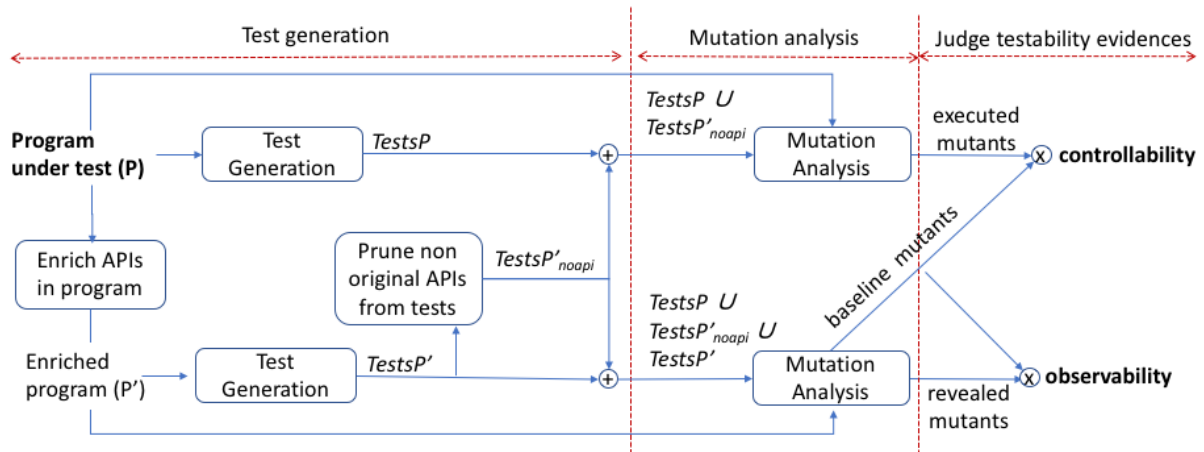 Test generation
Mutation analysis
Judge testability evidences
Program
under test (P)
Test
Generation
TestsP
+
TestsP ∪
TestsP'noapi
Mutation
Analysis
executed
mutants
x
controllability
Enrich APIs
in program
Prune non
original APIs
from tests
TestsP'noapi
baseline mutants
Enriched
program (P')
Test
Generation
TestsP'
+
TestsP ∪
TestsP'noapi ∪
TestsP'
Mutation
Analysis
revealed
mutants
x
observability